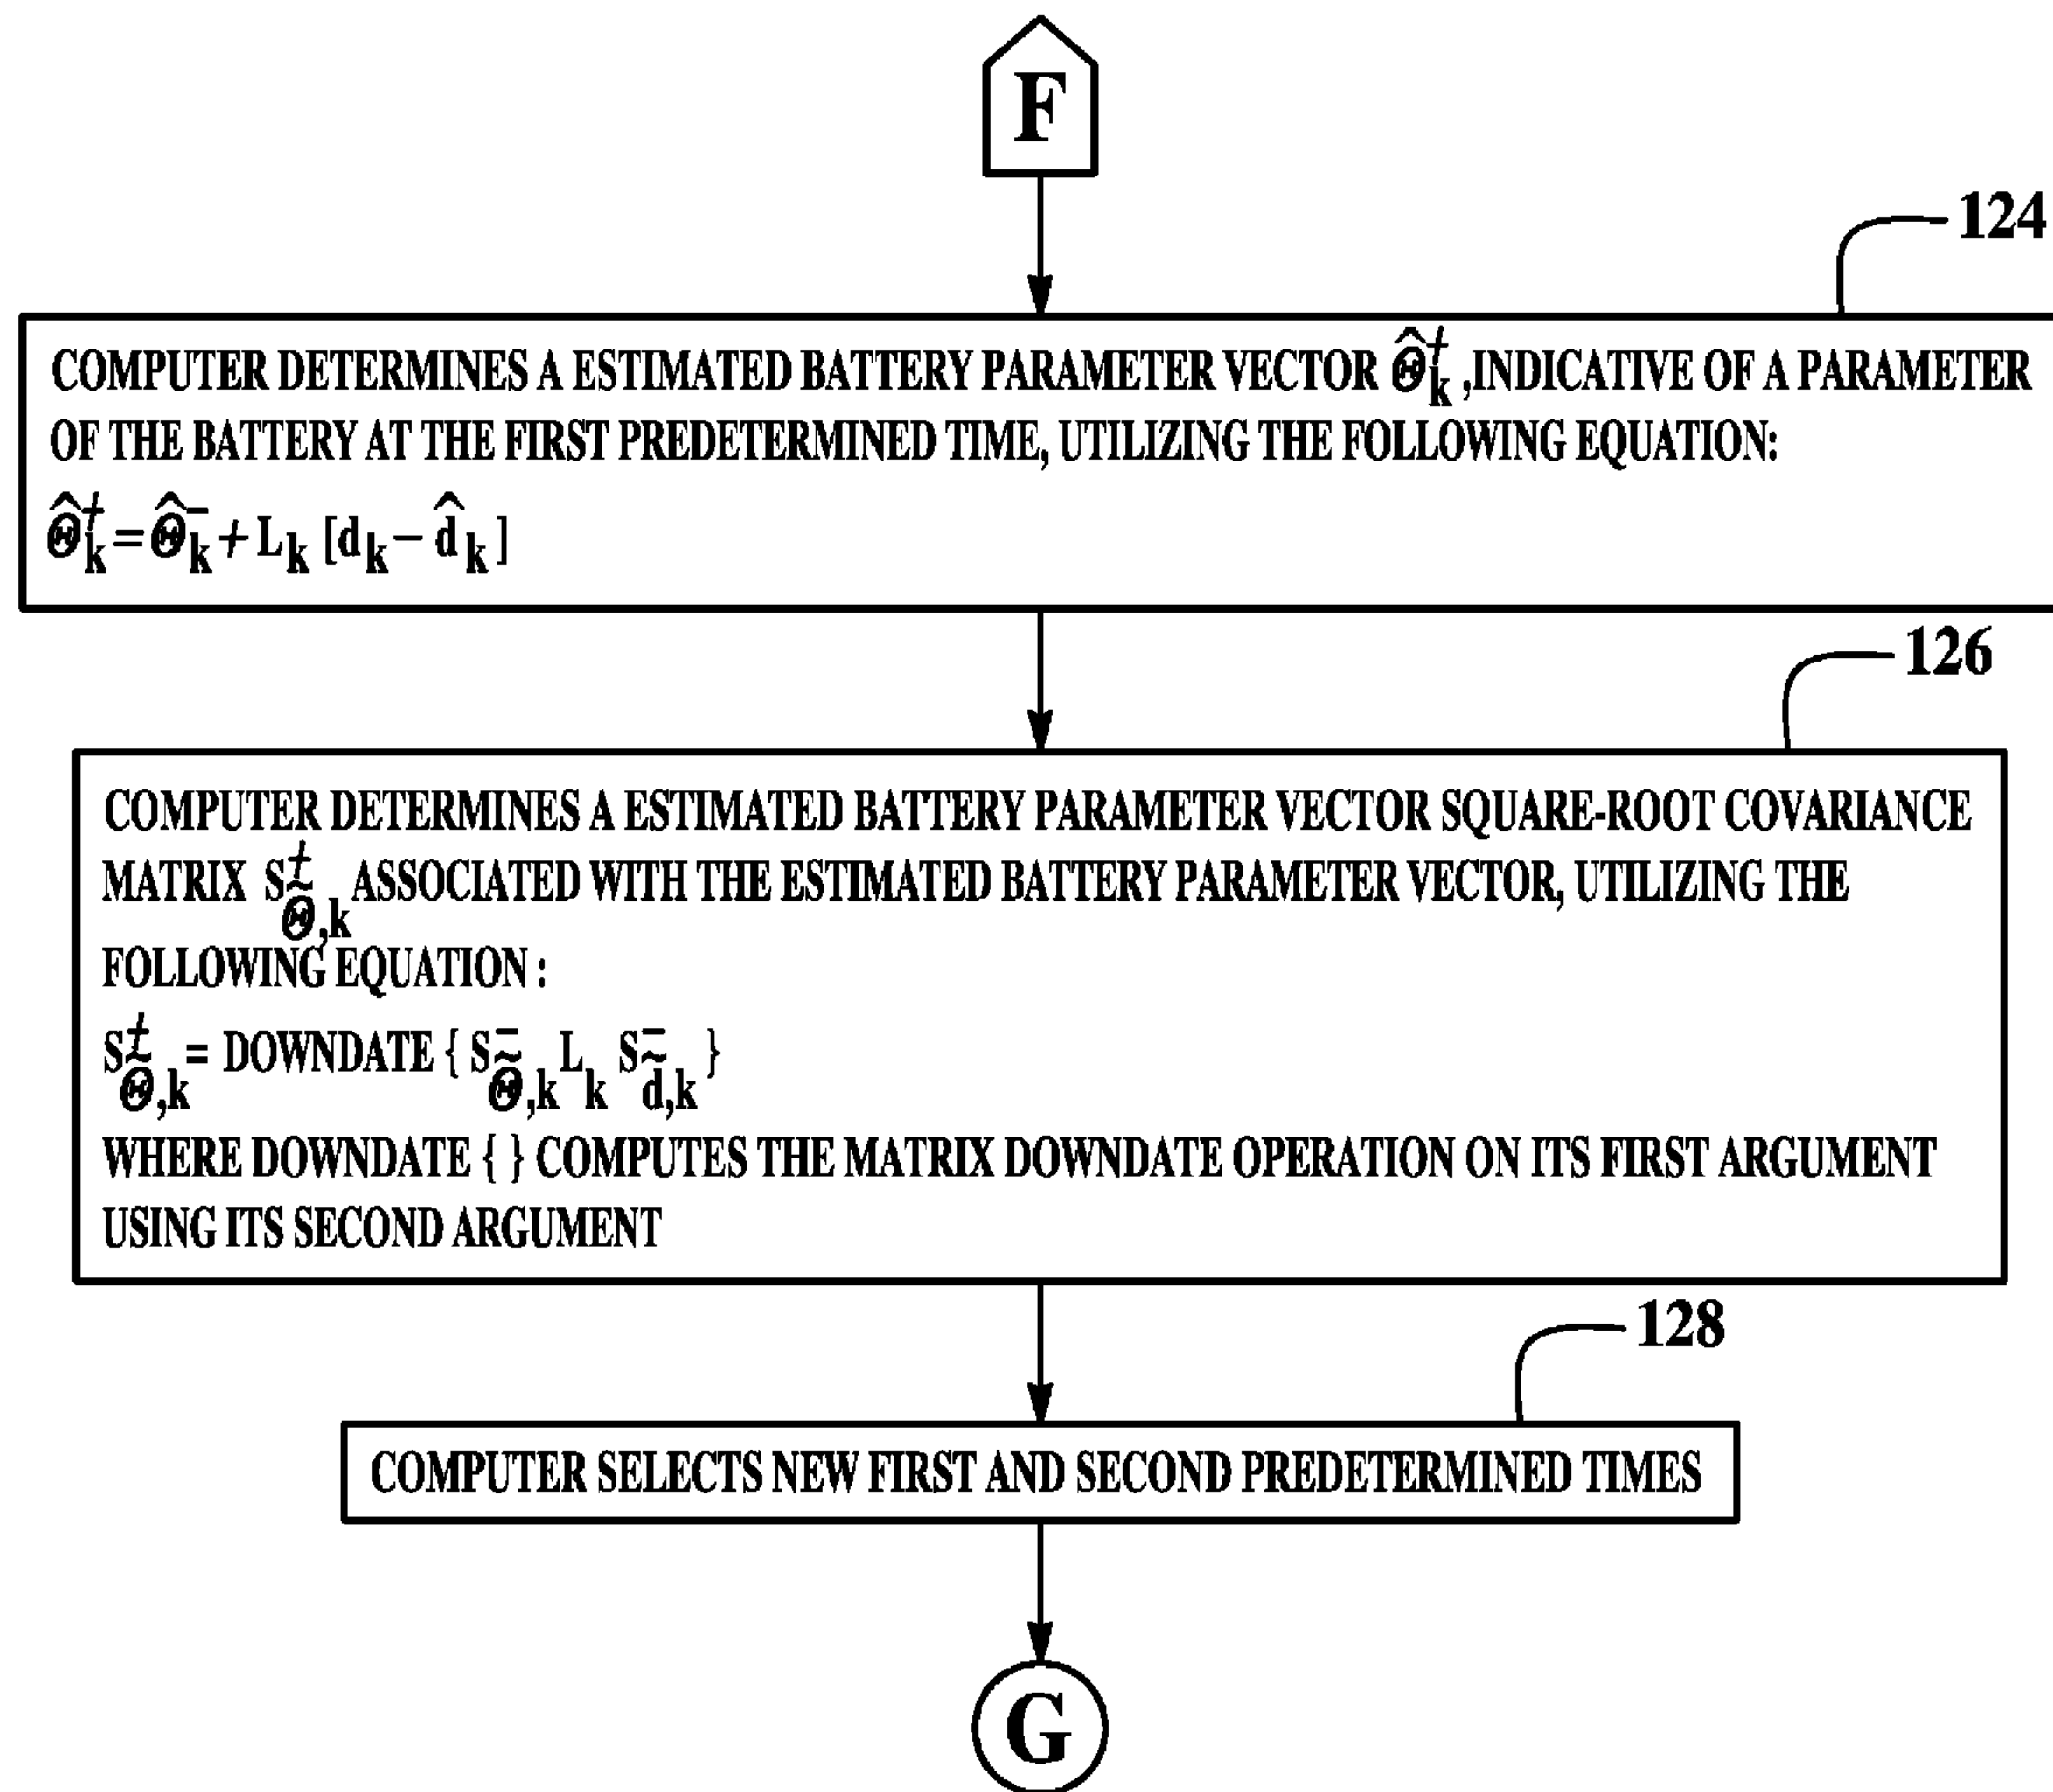 F
124
COMPUTER DETERMINES A ESTIMATED BATTERY PARAMETER VECTOR Θ̂k⁺ ,INDICATIVE OF A PARAMETER
OF THE BATTERY AT THE FIRST PREDETERMINED TIME, UTILIZING THE FOLLOWING EQUATION:
Θ̂k⁺ = Θ̂k⁻ + Lk [dk − d̂k]
126
COMPUTER DETERMINES A ESTIMATED BATTERY PARAMETER VECTOR SQUARE-ROOT COVARIANCE
MATRIX S⁺Θ̃,k ASSOCIATED WITH THE ESTIMATED BATTERY PARAMETER VECTOR, UTILIZING THE
FOLLOWING EQUATION :
S⁺Θ̃,k = DOWNDATE { S⁻Θ̃,k Lk S⁻d̃,k }
WHERE DOWNDATE { } COMPUTES THE MATRIX DOWNDATE OPERATION ON ITS FIRST ARGUMENT
USING ITS SECOND ARGUMENT
128
COMPUTER SELECTS NEW FIRST AND SECOND PREDETERMINED TIMES
G